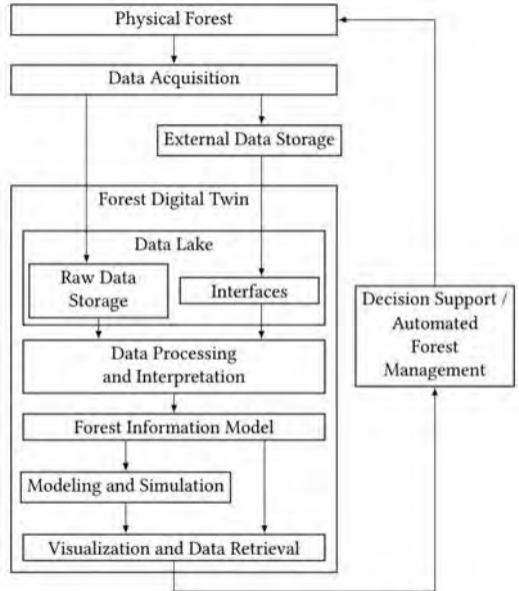 Physical Forest
Data Acquisition
External Data Storage
Forest Digital Twin
Data Lake
Raw Data
Storage
Interfaces
Data Processing
and Interpretation
Forest Information Model
Modeling and Simulation
Visualization and Data Retrieval
Decision Support /
Automated
Forest
Management